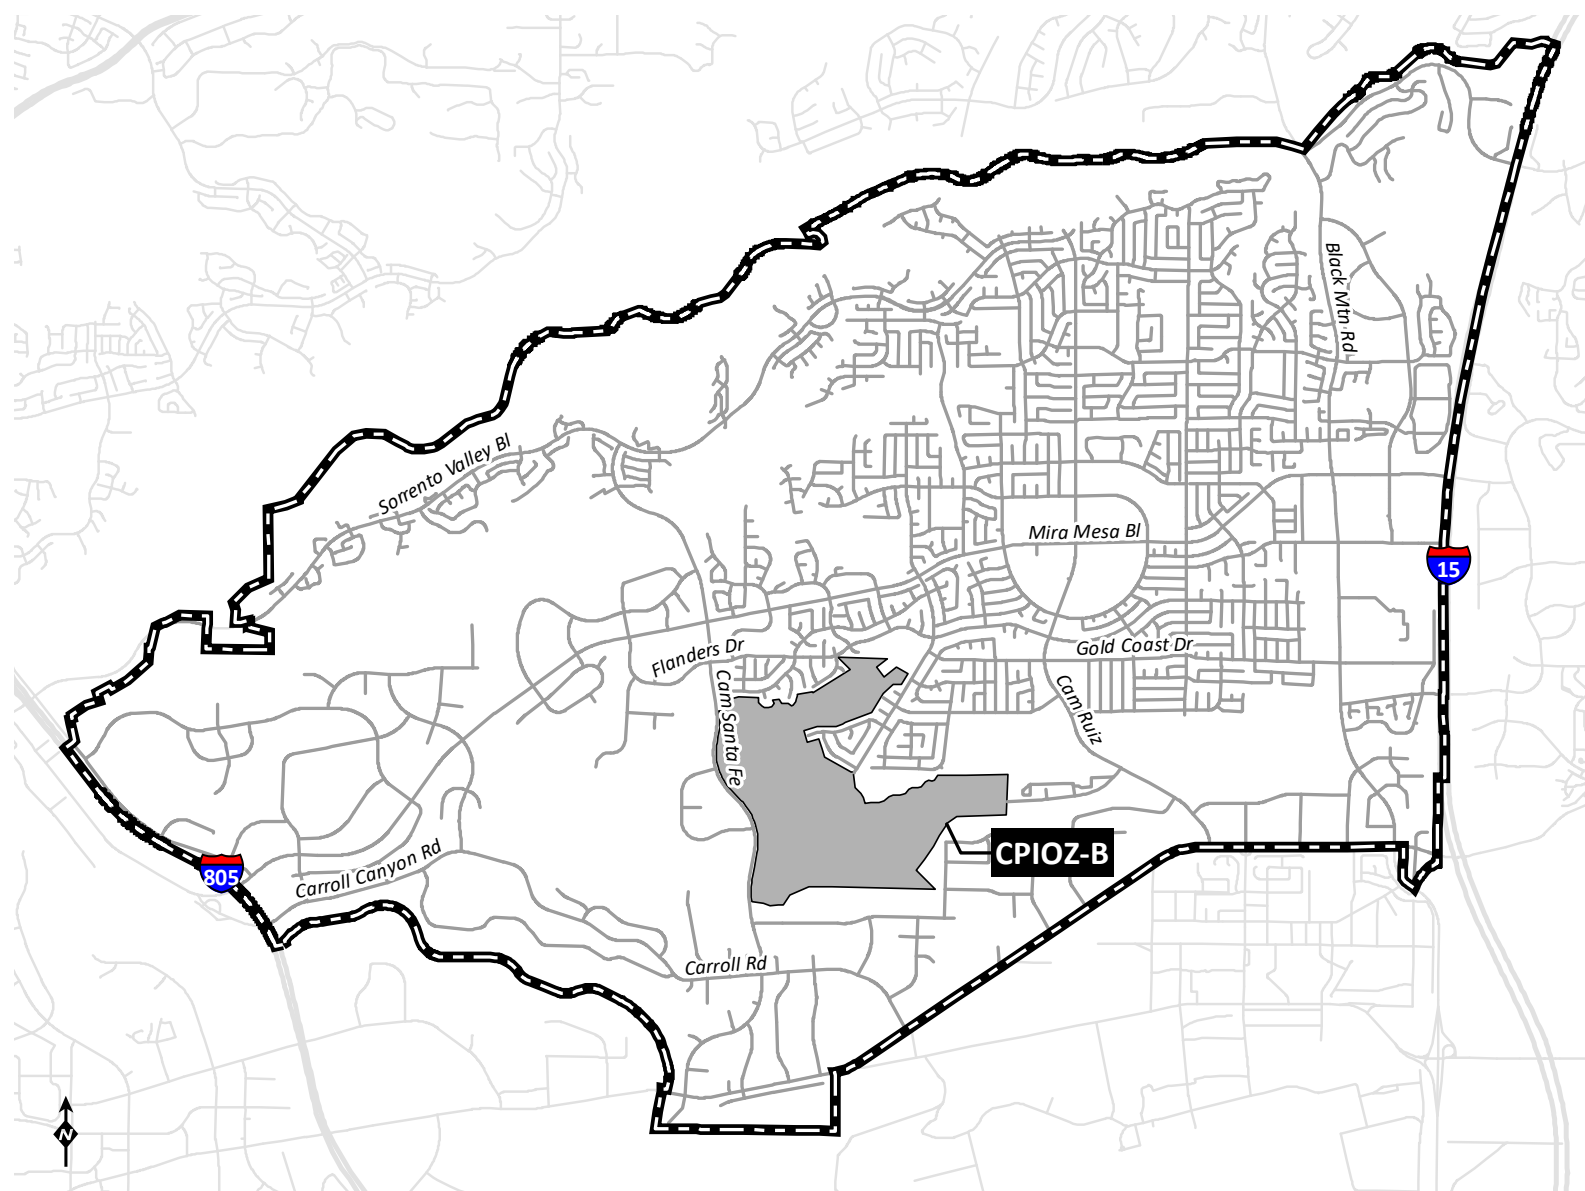 Black Mtn Rd
Sorrento Valley Bl
Mira Mesa Bl
15
Gold Coast Dr
Flanders Dr
Cam Santa Fe
Cam Ruiz
CPIOZ-B
805
Carroll Canyon Rd
Carroll Rd
N